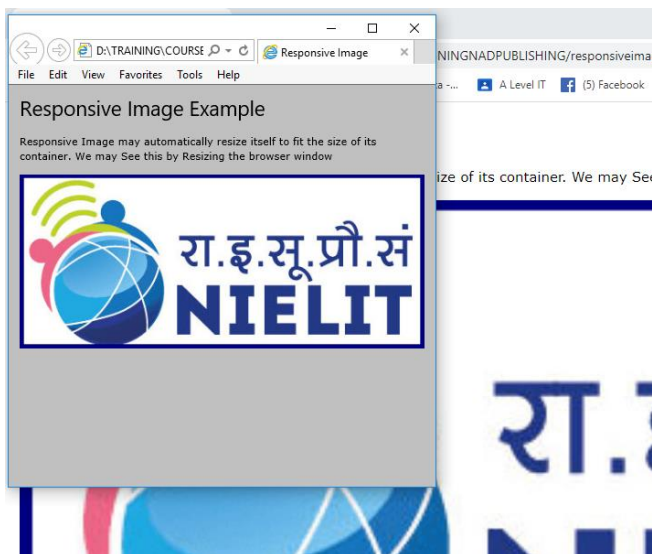 D:\TRAINING\COURSE
Responsive Image
File Edit View Favorites Tools Help
Responsive Image Example
Responsive Image may automatically resize itself to fit the size of its
container. We may See this by Resizing the browser window
रा.इ.सू.प्रौ.सं
NIELIT
NINGNADPUBLISHING/responsiveima
A Level IT (5) Facebook
ize of its container. We may See
रा.